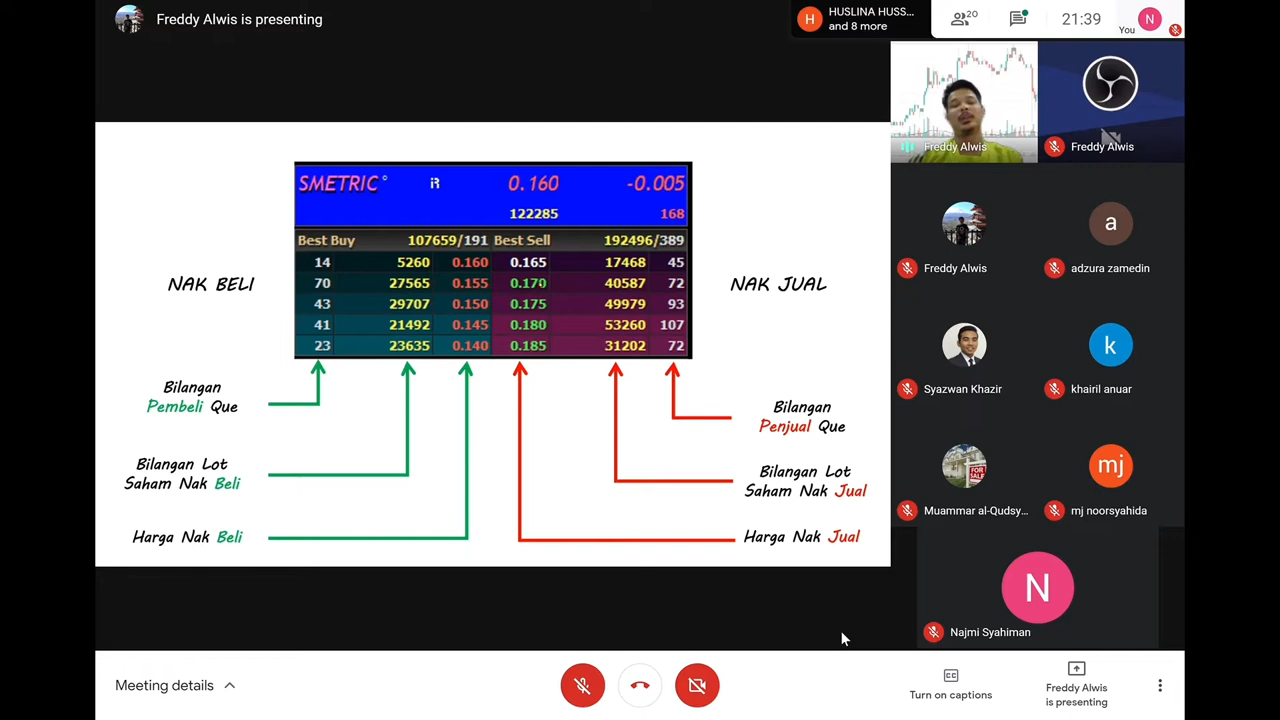 Freddy Alwis is presenting
H
HUSLINA HUSS...
and 8 more
20
21:39
You
N
SMETRIC
0.160
-0.005
122285
168
Best Buy 107659/191 Best Sell 192496/389
14 5260 0.160 0.165 17468 45
70 27565 0.155 0.170 40587 72
43 29707 0.150 0.175 49979 93
41 21492 0.145 0.180 53260 107
23 23635 0.140 0.185 31202 72
NAK BELI
NAK JUAL
Bilangan
Pembeli Que
Bilangan Lot
Saham Nak Beli
Harga Nak Beli
Bilangan
Penjual Que
Bilangan Lot
Saham Nak Jual
Harga Nak Jual
Freddy Alwis
Freddy Alwis
Freddy Alwis
a
adzura zamedin
Syazwan Khazir
k
khairil anuar
FOR
SALE
Muammar al-Qudsy...
mj
mj noorsyahida
N
Najmi Syahiman
Meeting details
Turn on captions
Freddy Alwis
is presenting